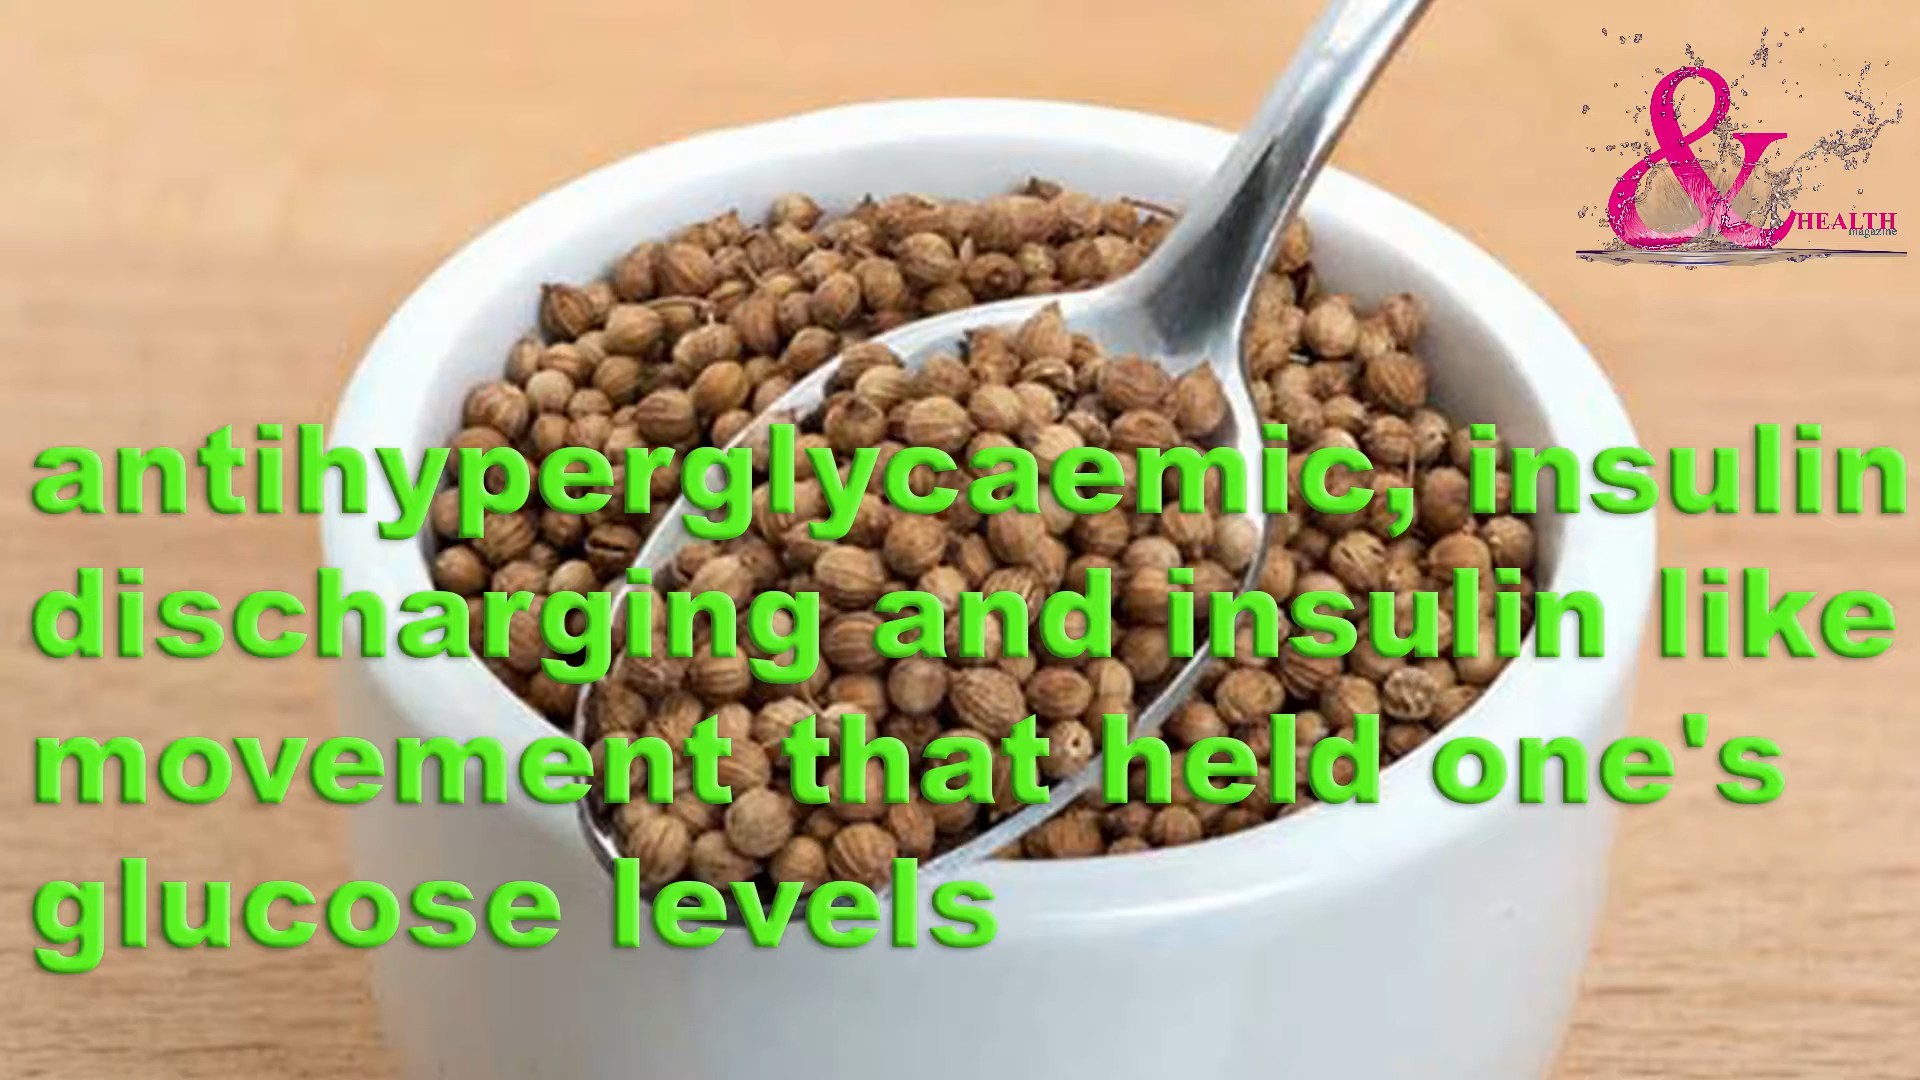 &
HEALTH
magazine
antihyperglycaemic, insulin
discharging and insulin like
movement that held one's
glucose levels